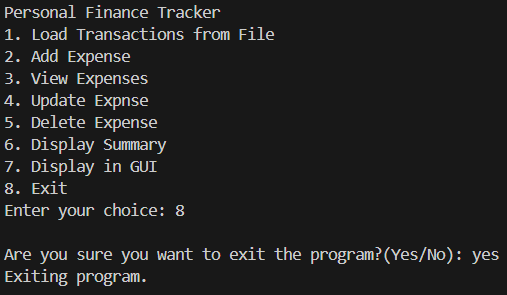 Personal Finance Tracker
1. Load Transactions from File
2. Add Expense
3. View Expenses
4. Update Expnse
5. Delete Expense
6. Display Summary
7. Display in GUI
8. Exit
Enter your choice: 8
Are you sure you want to exit the program?(Yes/No): yes
Exiting program.